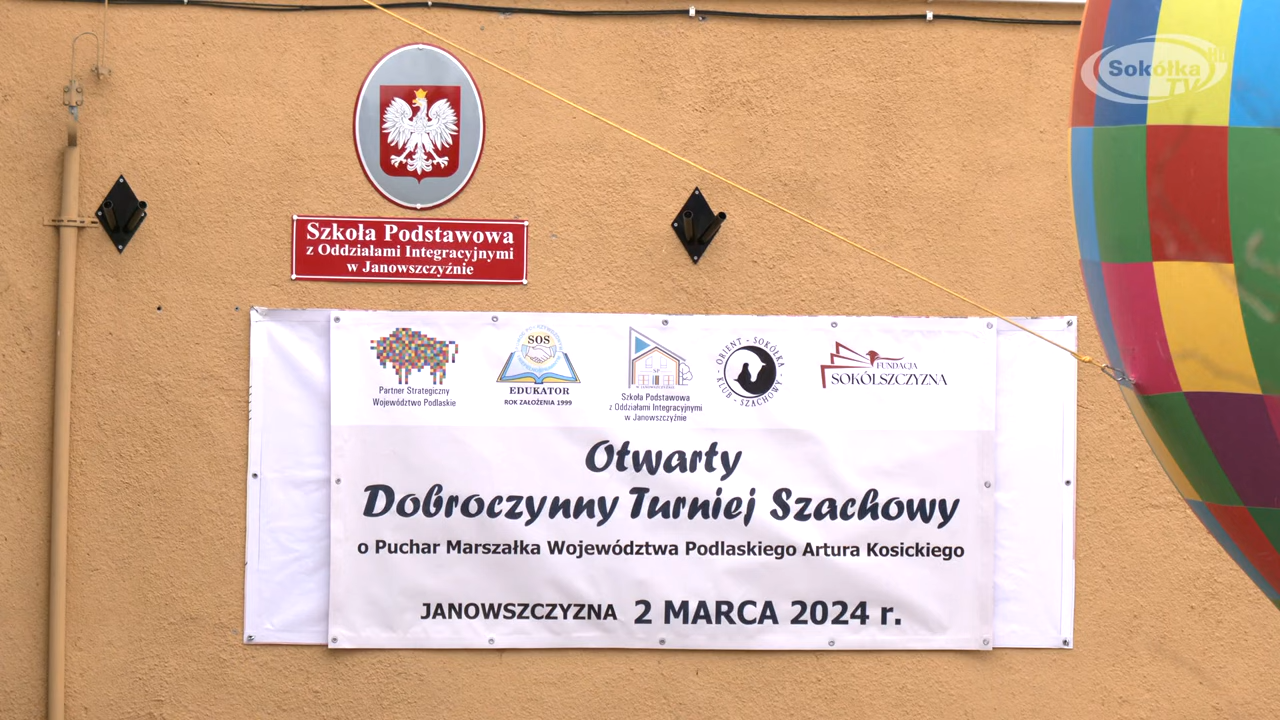 Sokółka
TV
HD
Szkoła Podstawowa
z Oddziałami Integracyjnymi
w Janowszczyźnie
Partner Strategiczny
Województwo Podlaskie
SOS
EDUKATOR
ROK ZAŁOŻENIA 1999
Szkoła Podstawowa
z Oddziałami Integracyjnymi
w Janowszczyźnie
ORIENT - SOKÓŁKA
KLUB - SZACHOWY
FUNDACJA
SOKÓLSZCZYZNA
Otwarty
Dobroczynny Turniej Szachowy
o Puchar Marszałka Województwa Podlaskiego Artura Kosickiego
JANOWSZCZYZNA 2 MARCA 2024 r.